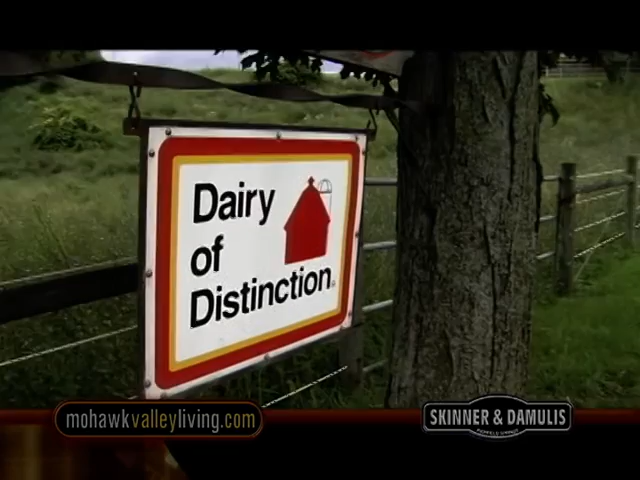 Dairy
of
Distinction
mohawkvalleyliving.com
SKINNER & DAMULIS